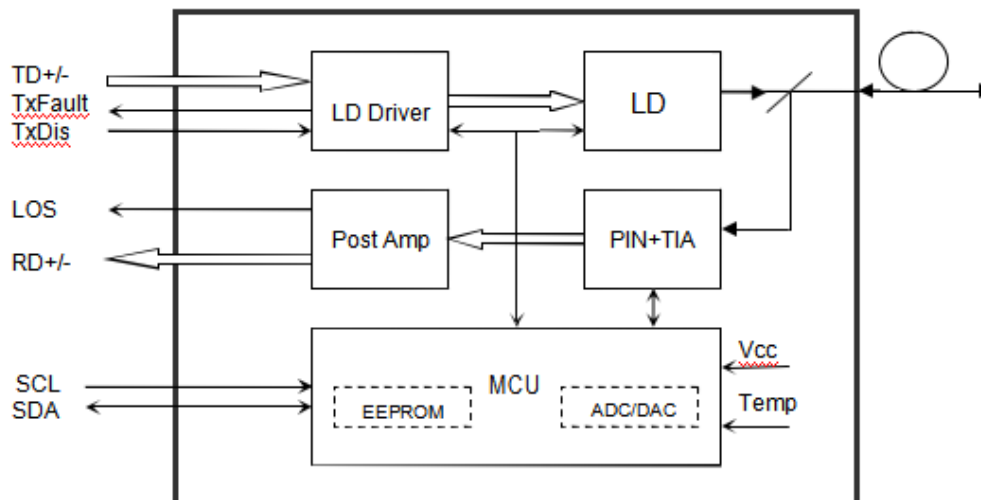 TD+/-
TxFault
TxDis
LD Driver
LD
LOS
RD+/-
Post Amp
PIN+TIA
SCL
SDA
MCU
EEPROM
ADC/DAC
Vcc
Temp